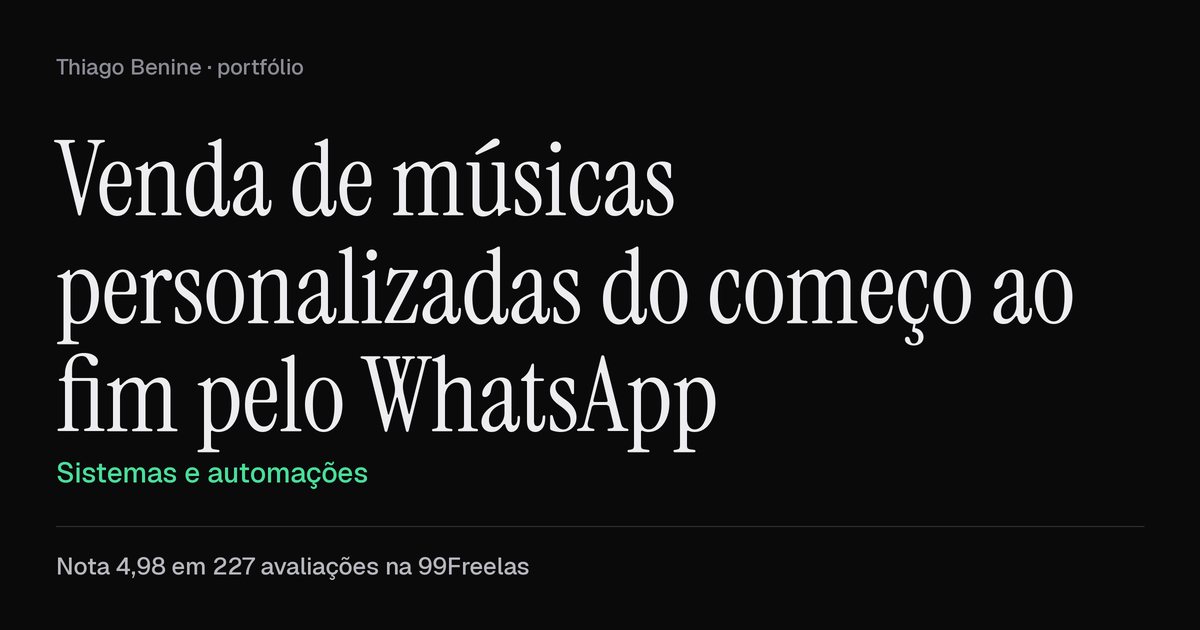 Thiago Benine · portfólio
Venda de músicas
personalizadas do começo ao
fim pelo WhatsApp
Sistemas e automações
Nota 4,98 em 227 avaliações na 99Freelas